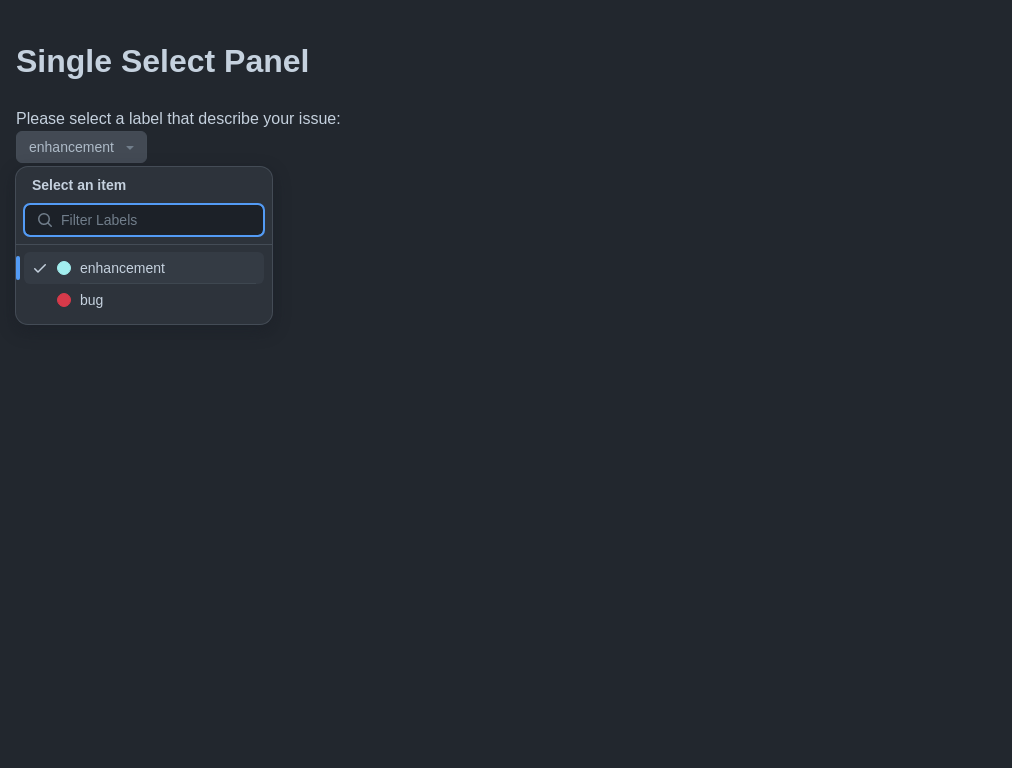 Single Select Panel
Please select a label that describe your issue:
enhancement
Select an item
Filter Labels
enhancement
bug